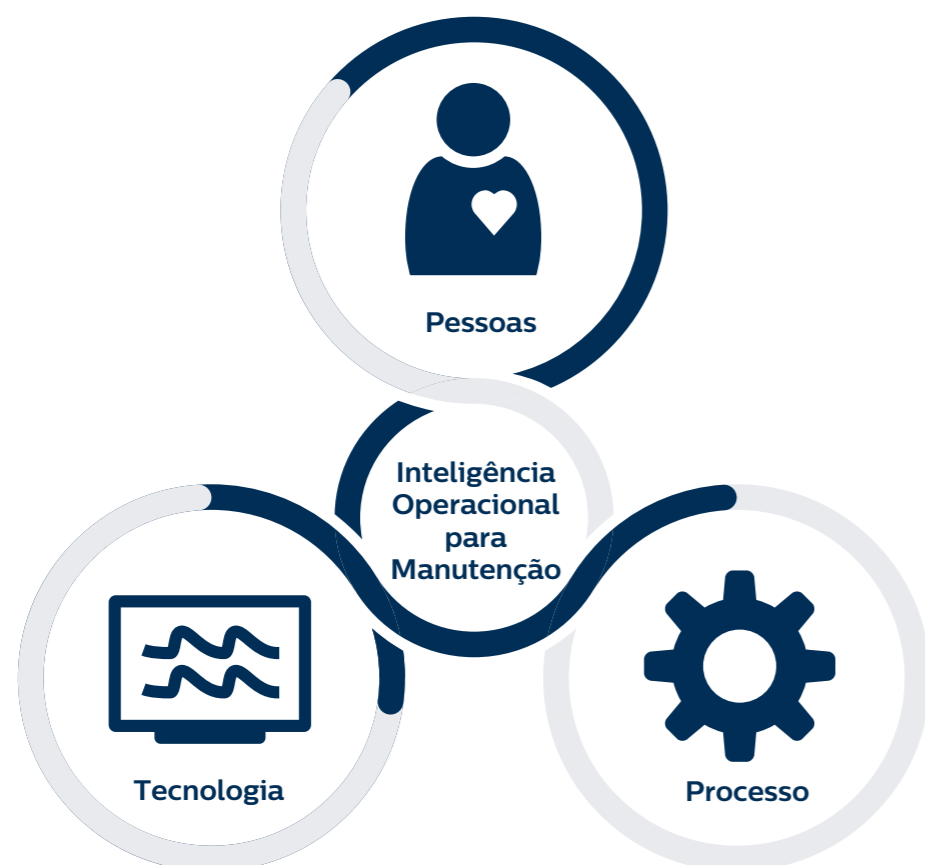 Pessoas
Inteligência
Operacional
para
Manutenção
Tecnologia
Processo